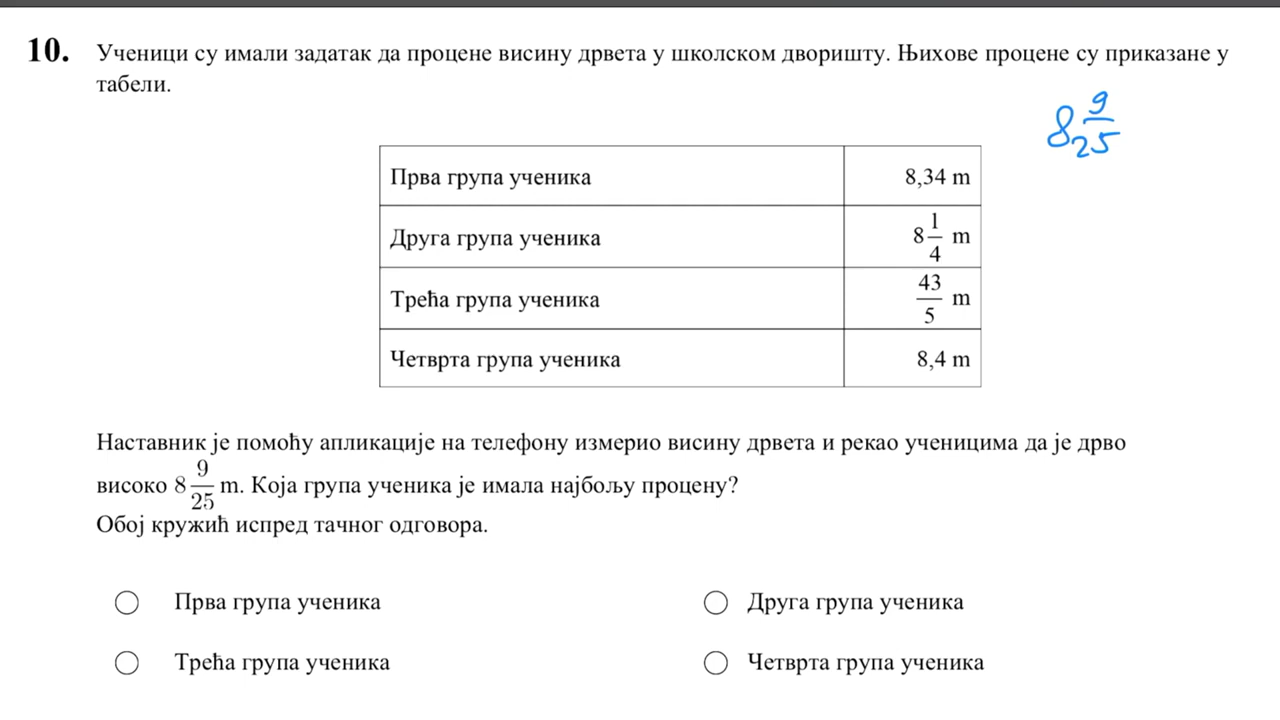 10. Ученици су имали задатак да процене висину дрвета у школском дворишту. Њихове процене су приказане у
табели.
8 9/25
Прва група ученика 8,34 m
Друга група ученика 8 1/4 m
Трећа група ученика 43/5 m
Четврта група ученика 8,4 m
Наставник је помоћу апликације на телефону измерио висину дрвета и рекао ученицима да је дрво
високо 8 9/25 m. Која група ученика је имала најбољу процену?
Обој кружић испред тачног одговора.
Прва група ученика Друга група ученика
Трећа група ученика Четврта група ученика